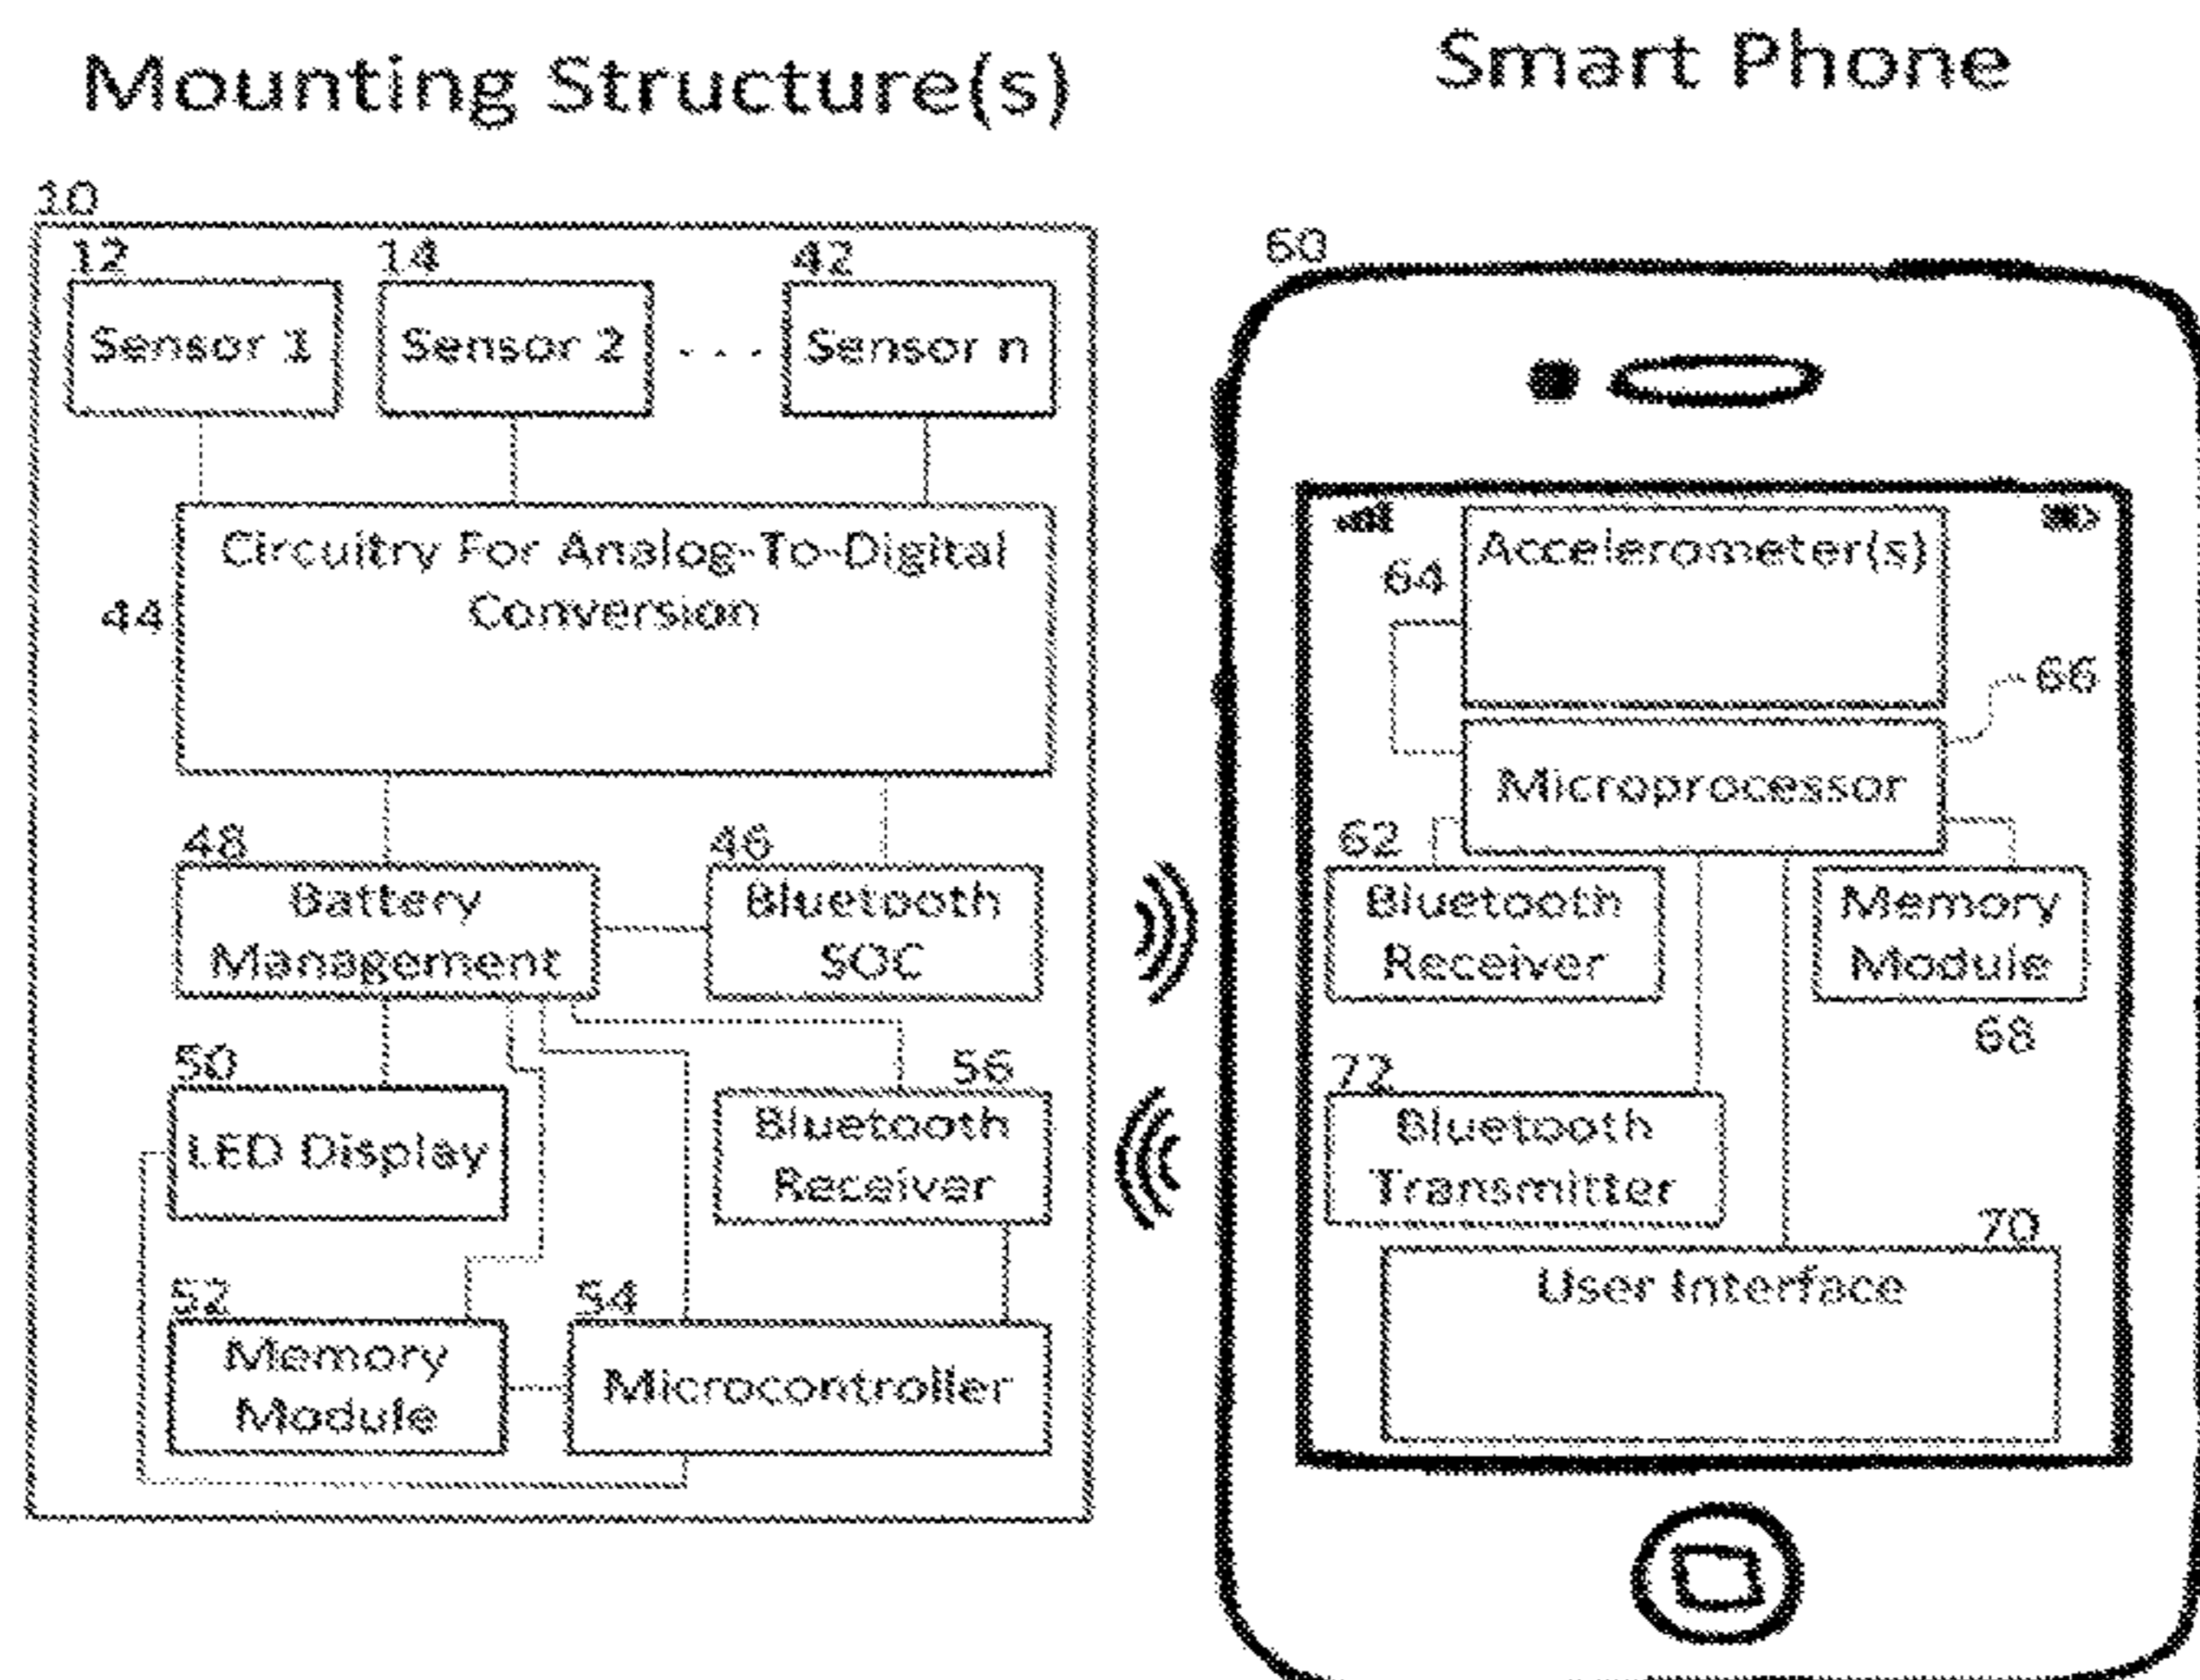 Mounting Structure(s)
Smart Phone
10
12
14
42
Sensor 1
Sensor 2
. . .
Sensor n
Circuitry For Analog-To-Digital
Conversion
44
48
46
Battery
Management
Bluetooth
SOC
50
56
LED Display
Bluetooth
Receiver
52
54
Memory
Module
Microcontroller
60
Accelerometer(s)
64
66
Microprocessor
62
Bluetooth
Receiver
Memory
Module
68
72
Bluetooth
Transmitter
70
User Interface